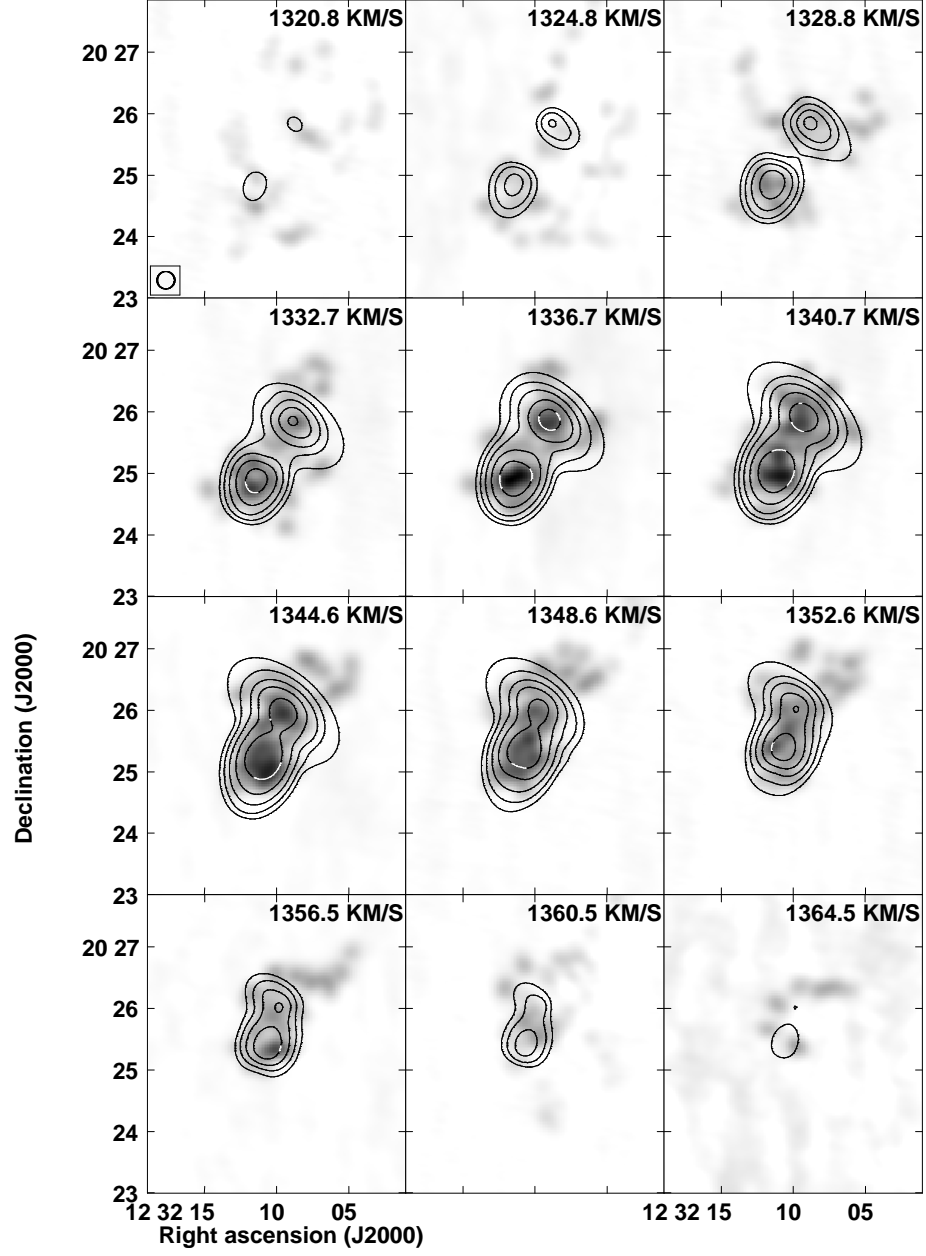 1320.8 KM/S
1324.8 KM/S
1328.8 KM/S
20 27
26
25
24
23
1332.7 KM/S
1336.7 KM/S
1340.7 KM/S
20 27
26
25
24
23
1344.6 KM/S
1348.6 KM/S
1352.6 KM/S
20 27
26
25
24
23
Declination (J2000)
1356.5 KM/S
1360.5 KM/S
1364.5 KM/S
20 27
26
25
24
23
12 32 15
10
05
12 32 15
10
05
Right ascension (J2000)